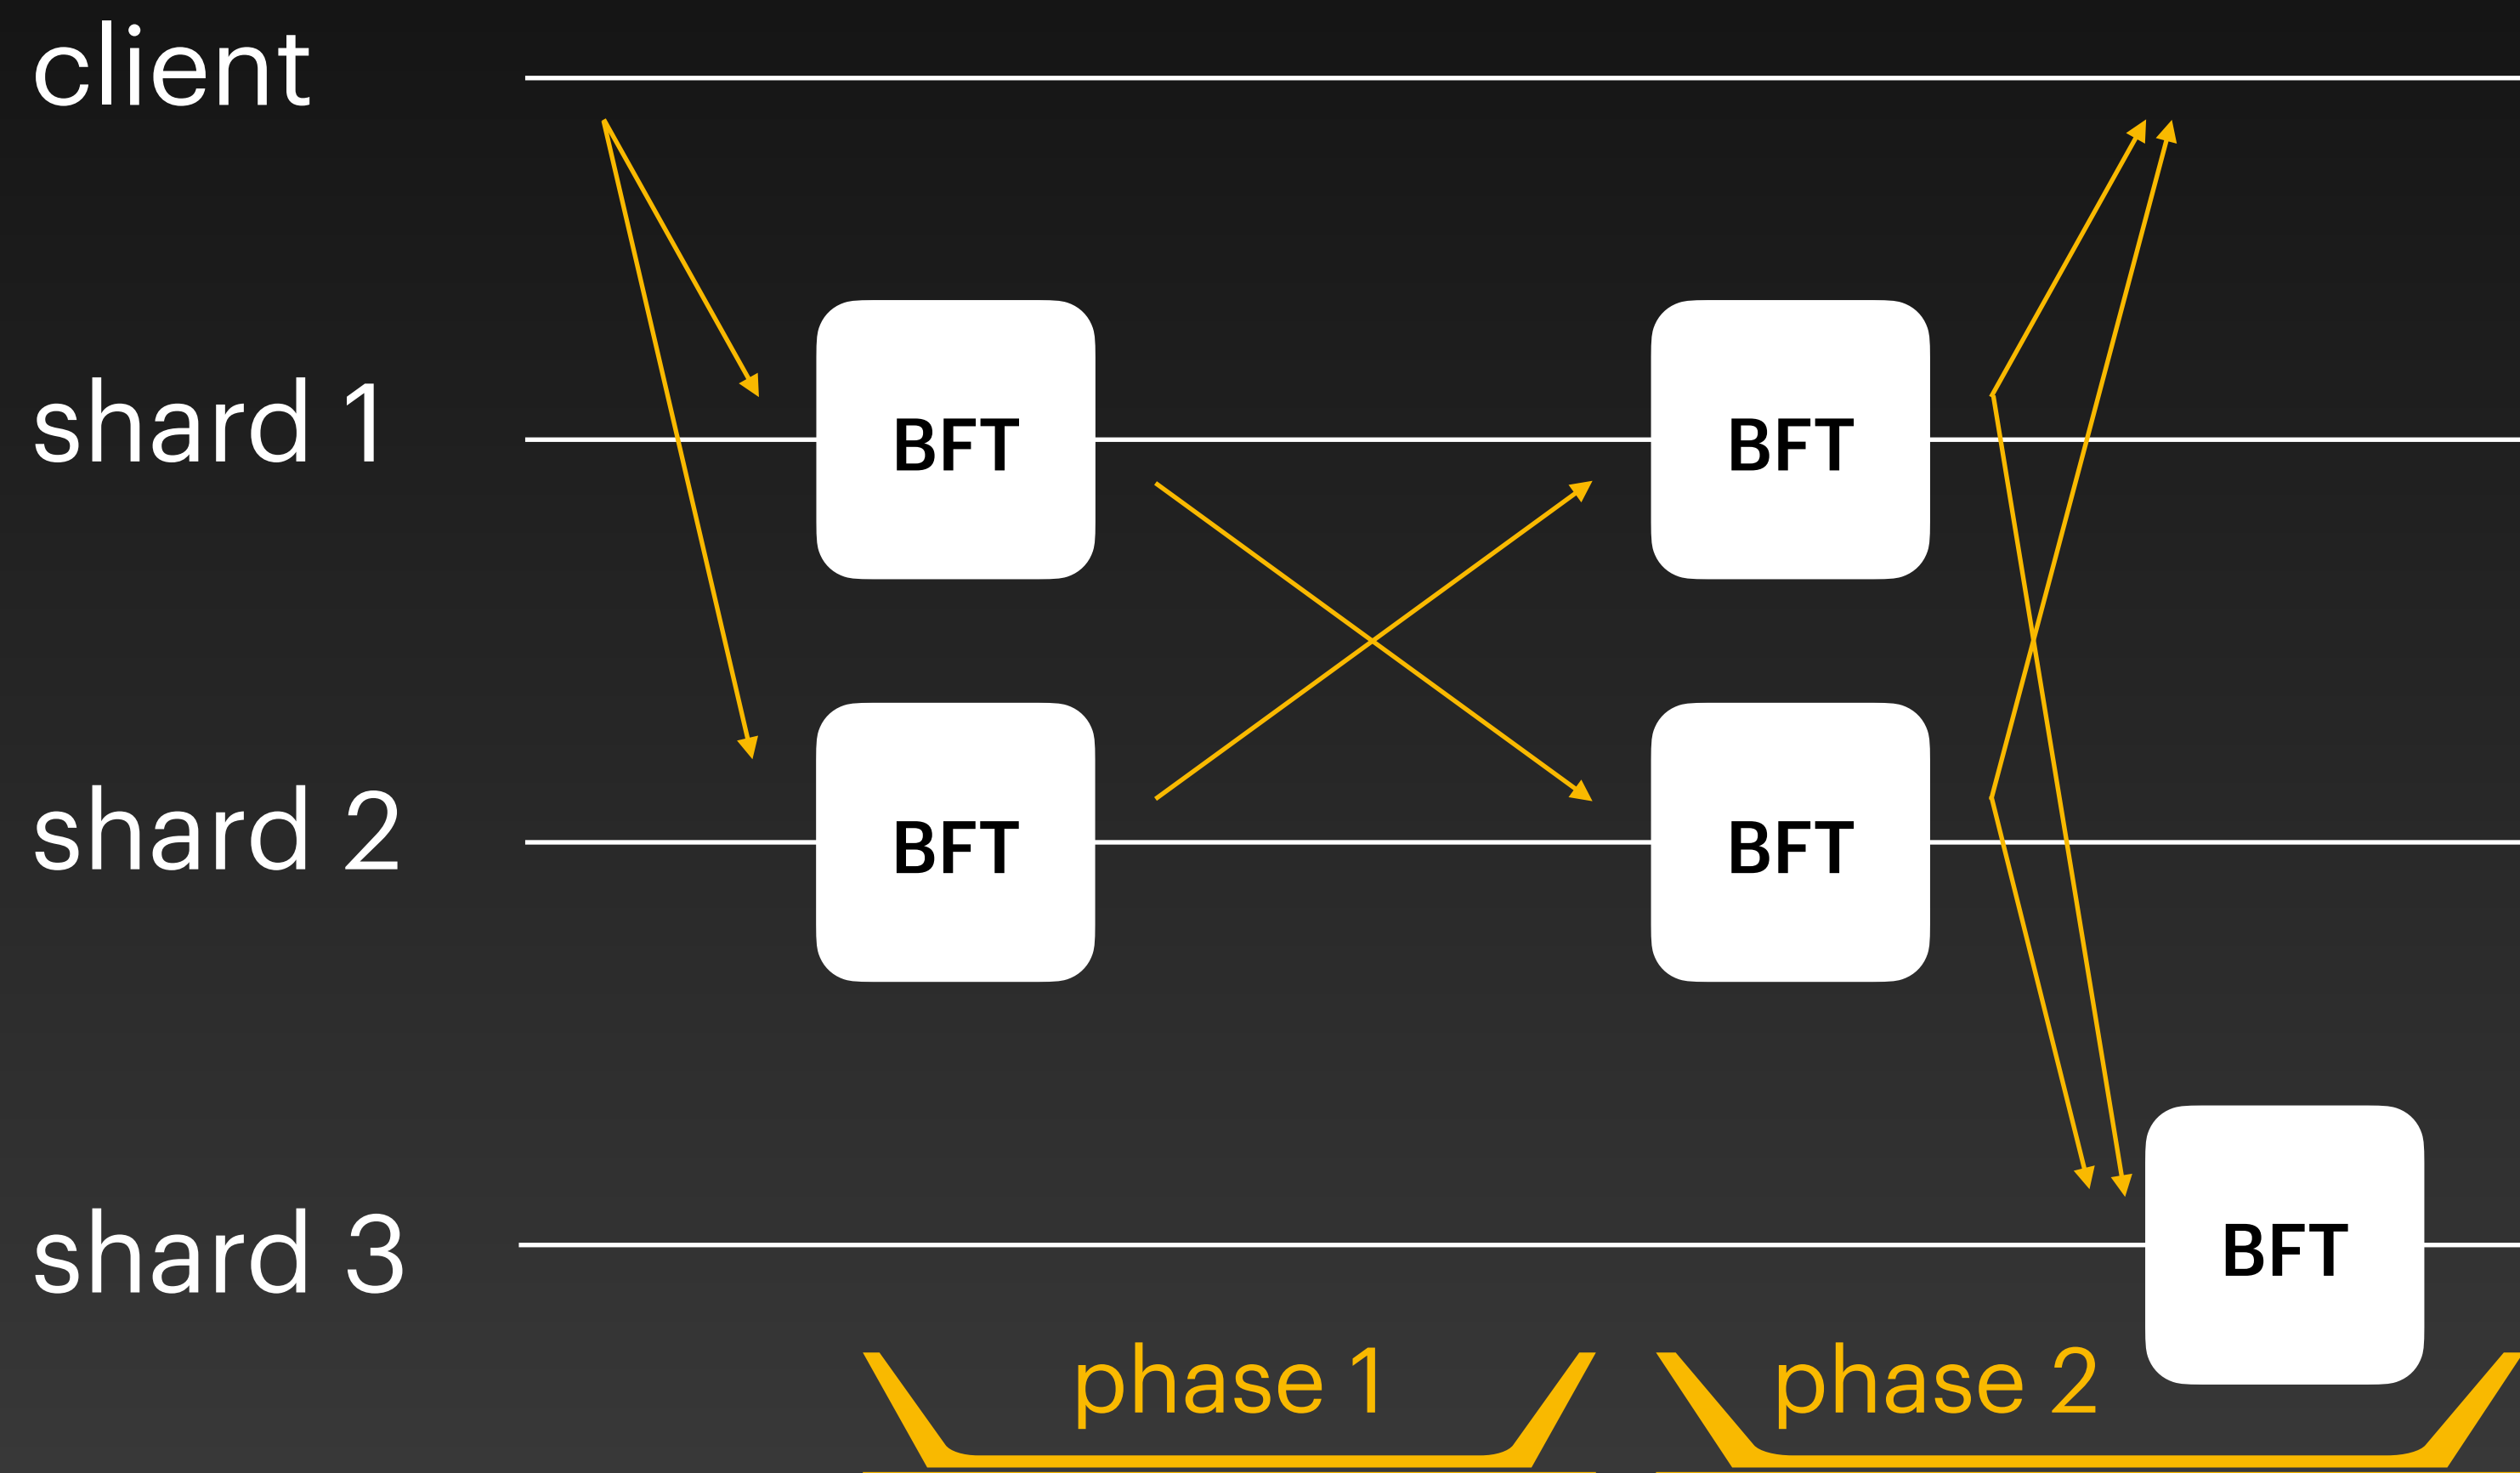 client
shard 1
BFT
BFT
shard 2
BFT
BFT
shard 3
BFT
phase 1
phase 2